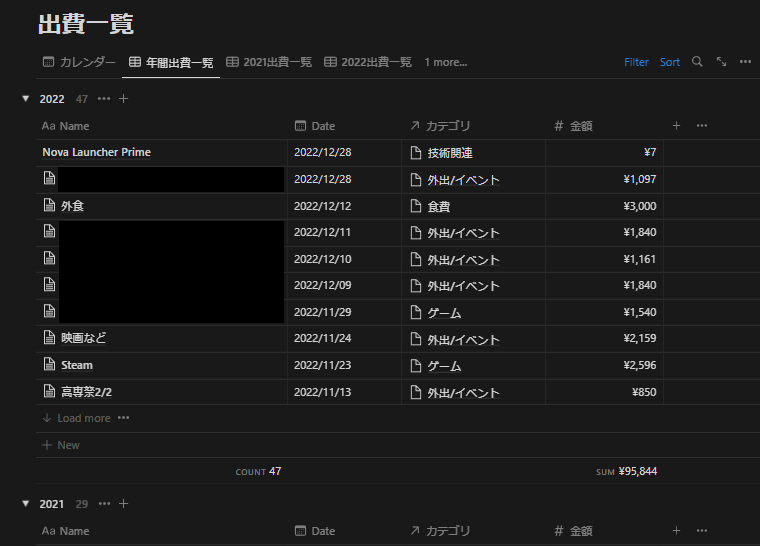 出費一覧
カレンダー 年間出費一覧 2021出費一覧 2022出費一覧 1 more... Filter Sort
2022 47
Aa Name Date カテゴリ # 金額
Nova Launcher Prime 2022/12/28 技術関連 ¥7
2022/12/28 外出/イベント ¥1,097
外食 2022/12/12 食費 ¥3,000
2022/12/11 外出/イベント ¥1,840
2022/12/10 外出/イベント ¥1,161
2022/12/09 外出/イベント ¥1,840
2022/11/29 ゲーム ¥1,540
映画など 2022/11/24 外出/イベント ¥2,159
Steam 2022/11/23 ゲーム ¥2,596
高専祭2/2 2022/11/13 外出/イベント ¥850
Load more
New
COUNT 47 SUM ¥95,844
2021 29
Aa Name Date カテゴリ # 金額